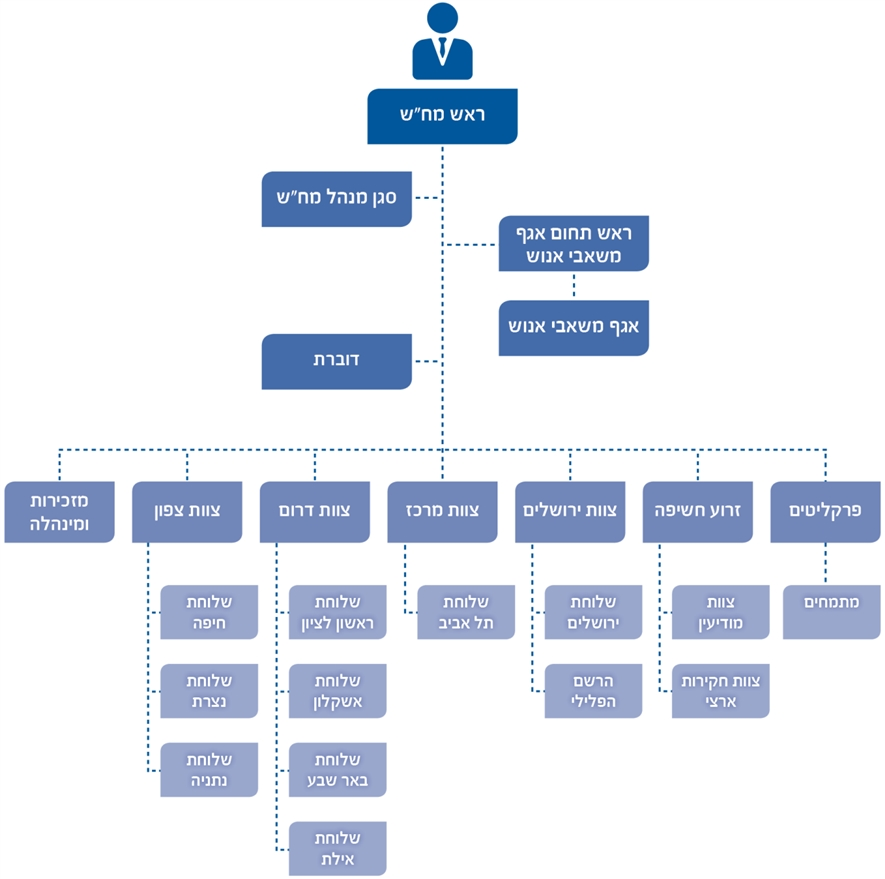 ראש מח"ש
סגן מנהל מח"ש
ראש תחום אגף
משאבי אנוש
אגף משאבי אנוש
דוברת
פרקליטים
מתמחים
זרוע חשיפה
צוות
מודיעין
צוות חקירות
ארצי
צוות ירושלים
שלוחת
ירושלים
הרשם
הפלילי
צוות מרכז
שלוחת
תל אביב
צוות דרום
שלוחת
ראשון לציון
שלוחת
אשקלון
שלוחת
באר שבע
שלוחת
אילת
צוות צפון
שלוחת
חיפה
שלוחת
נצרת
שלוחת
נתניה
מזכירות
ומינהלה